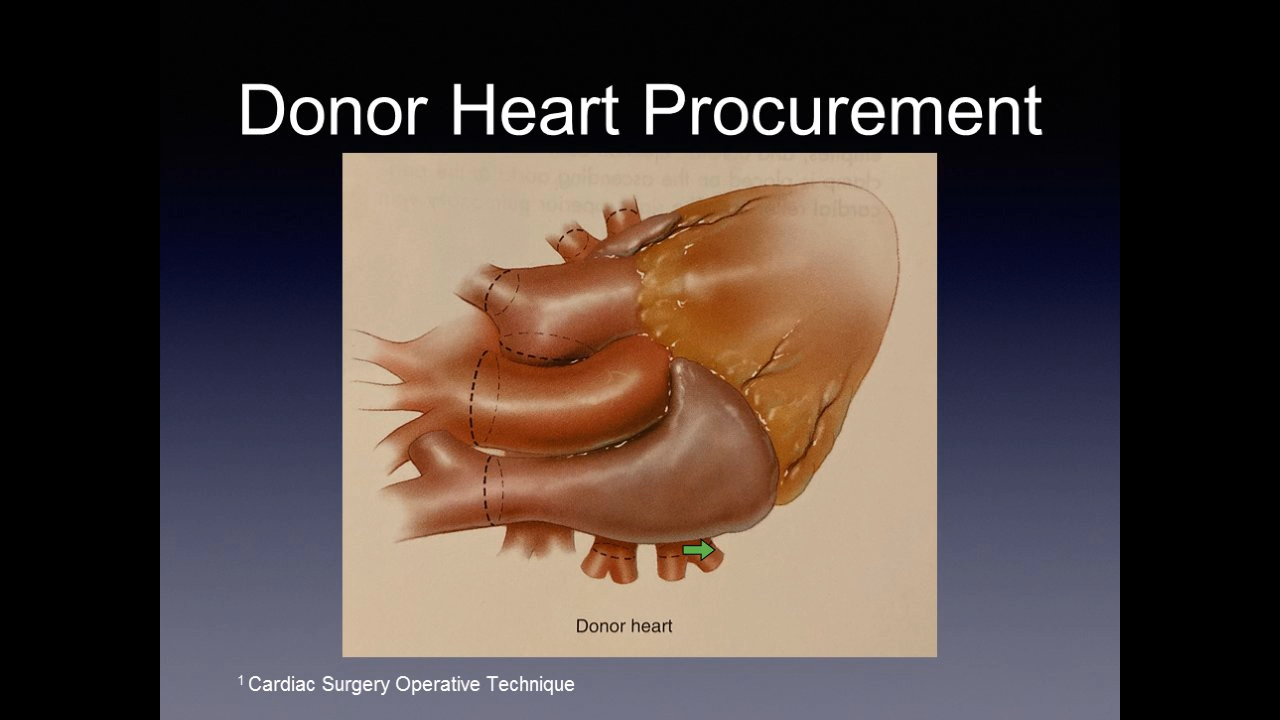 Donor Heart Procurement
Donor heart
1 Cardiac Surgery Operative Technique